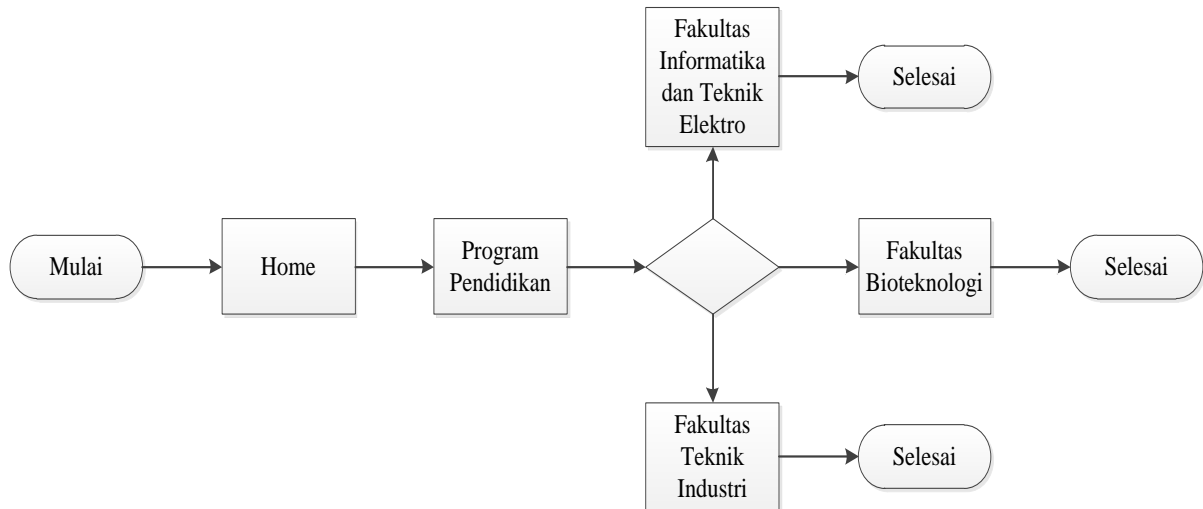 Fakultas
Informatika
dan Teknik
Elektro
Selesai
Mulai
Home
Program
Pendidikan
Fakultas
Bioteknologi
Selesai
Fakultas
Teknik
Industri
Selesai